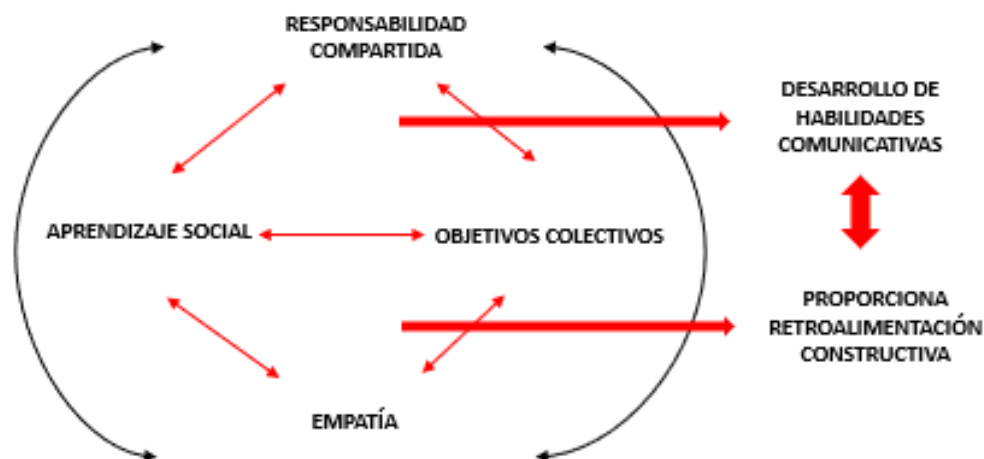 RESPONSABILIDAD
COMPARTIDA
DESARROLLO DE
HABILIDADES
COMUNICATIVAS
APRENDIZAJE SOCIAL
OBJETIVOS COLECTIVOS
PROPORCIONA
RETROALIMENTACIÓN
CONSTRUCTIVA
EMPATÍA